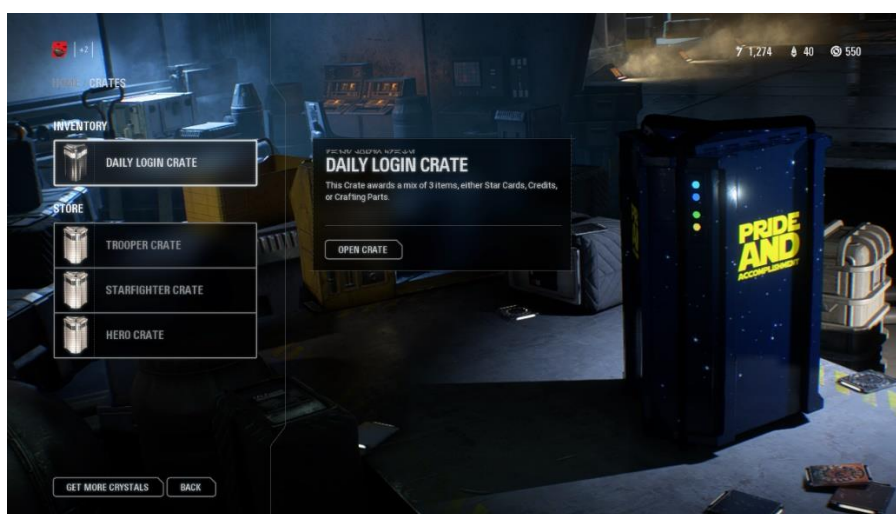 +2
1,274 40 550
HOME CRATES
INVENTORY
DAILY LOGIN CRATE
STORE
TROOPER CRATE
STARFIGHTER CRATE
HERO CRATE
DAILY LOGIN CRATE
This Crate awards a mix of 3 items, either Star Cards, Credits,
or Crafting Parts.
OPEN CRATE
PRIDE
AND
ACCOMPLISHMENT
GET MORE CRYSTALS BACK